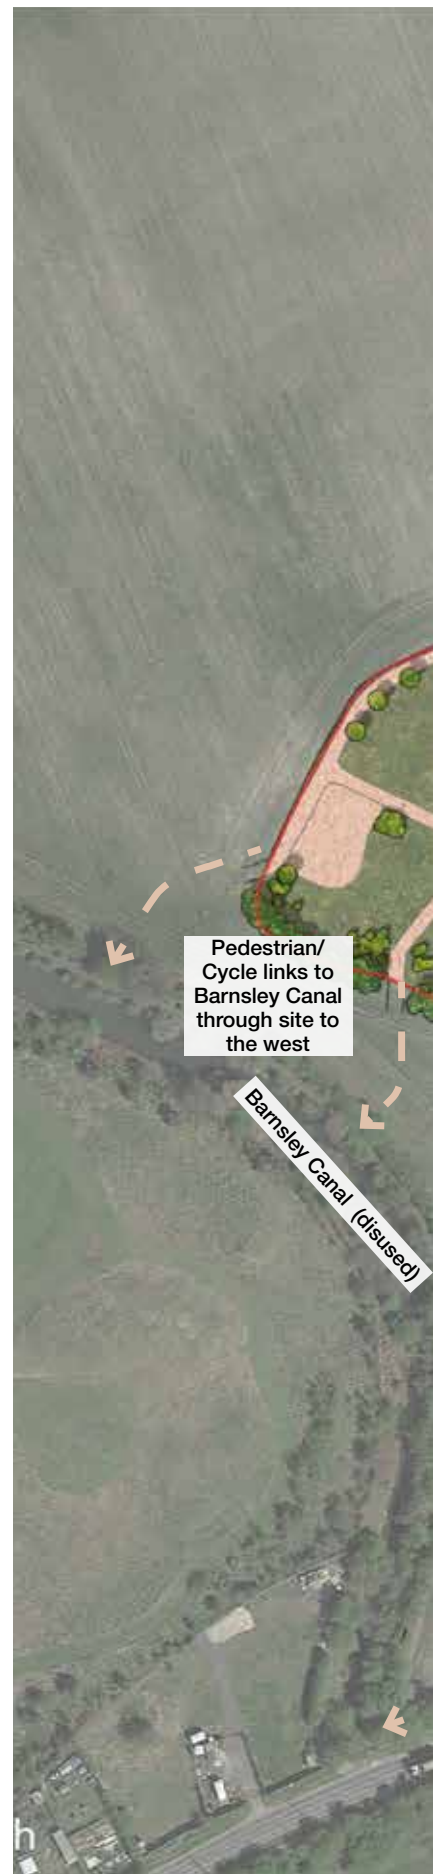 Pedestrian/
Cycle links to
Barnsley Canal
through site to
the west
Barnsley Canal (disused)
h